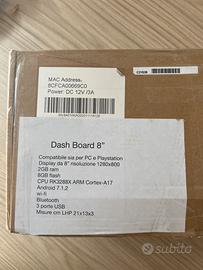 MAC Address:
8CFCA00669C0
Power: DC 12V /3A
Dash Board 8"
Compatibile sia per PC e Playstation
Display da 8" risoluzione 1280x800
2GB ram
8GB flash
CPU RK3288X ARM Cortex-A17
Android 7.1.2
wi-fi
Bluetooth
3 porte USB
Misure cm LHP 21x13x3
subito